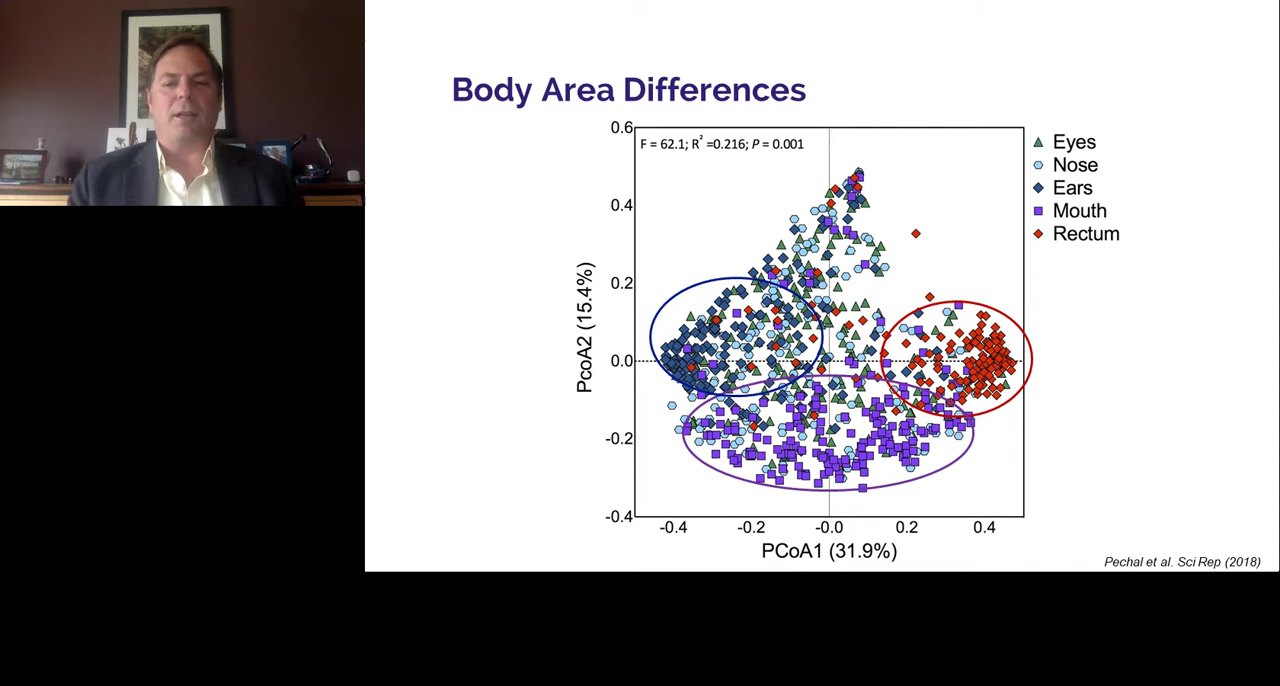 Body Area Differences
F = 62.1; R² =0.216; P = 0.001
Eyes
Nose
Ears
Mouth
Rectum
PcoA2 (15.4%)
0.6
0.4
0.2
0.0
-0.2
-0.4
-0.4 -0.2 -0.0 0.2 0.4
PCoA1 (31.9%)
Pechal et al. Sci Rep (2018)